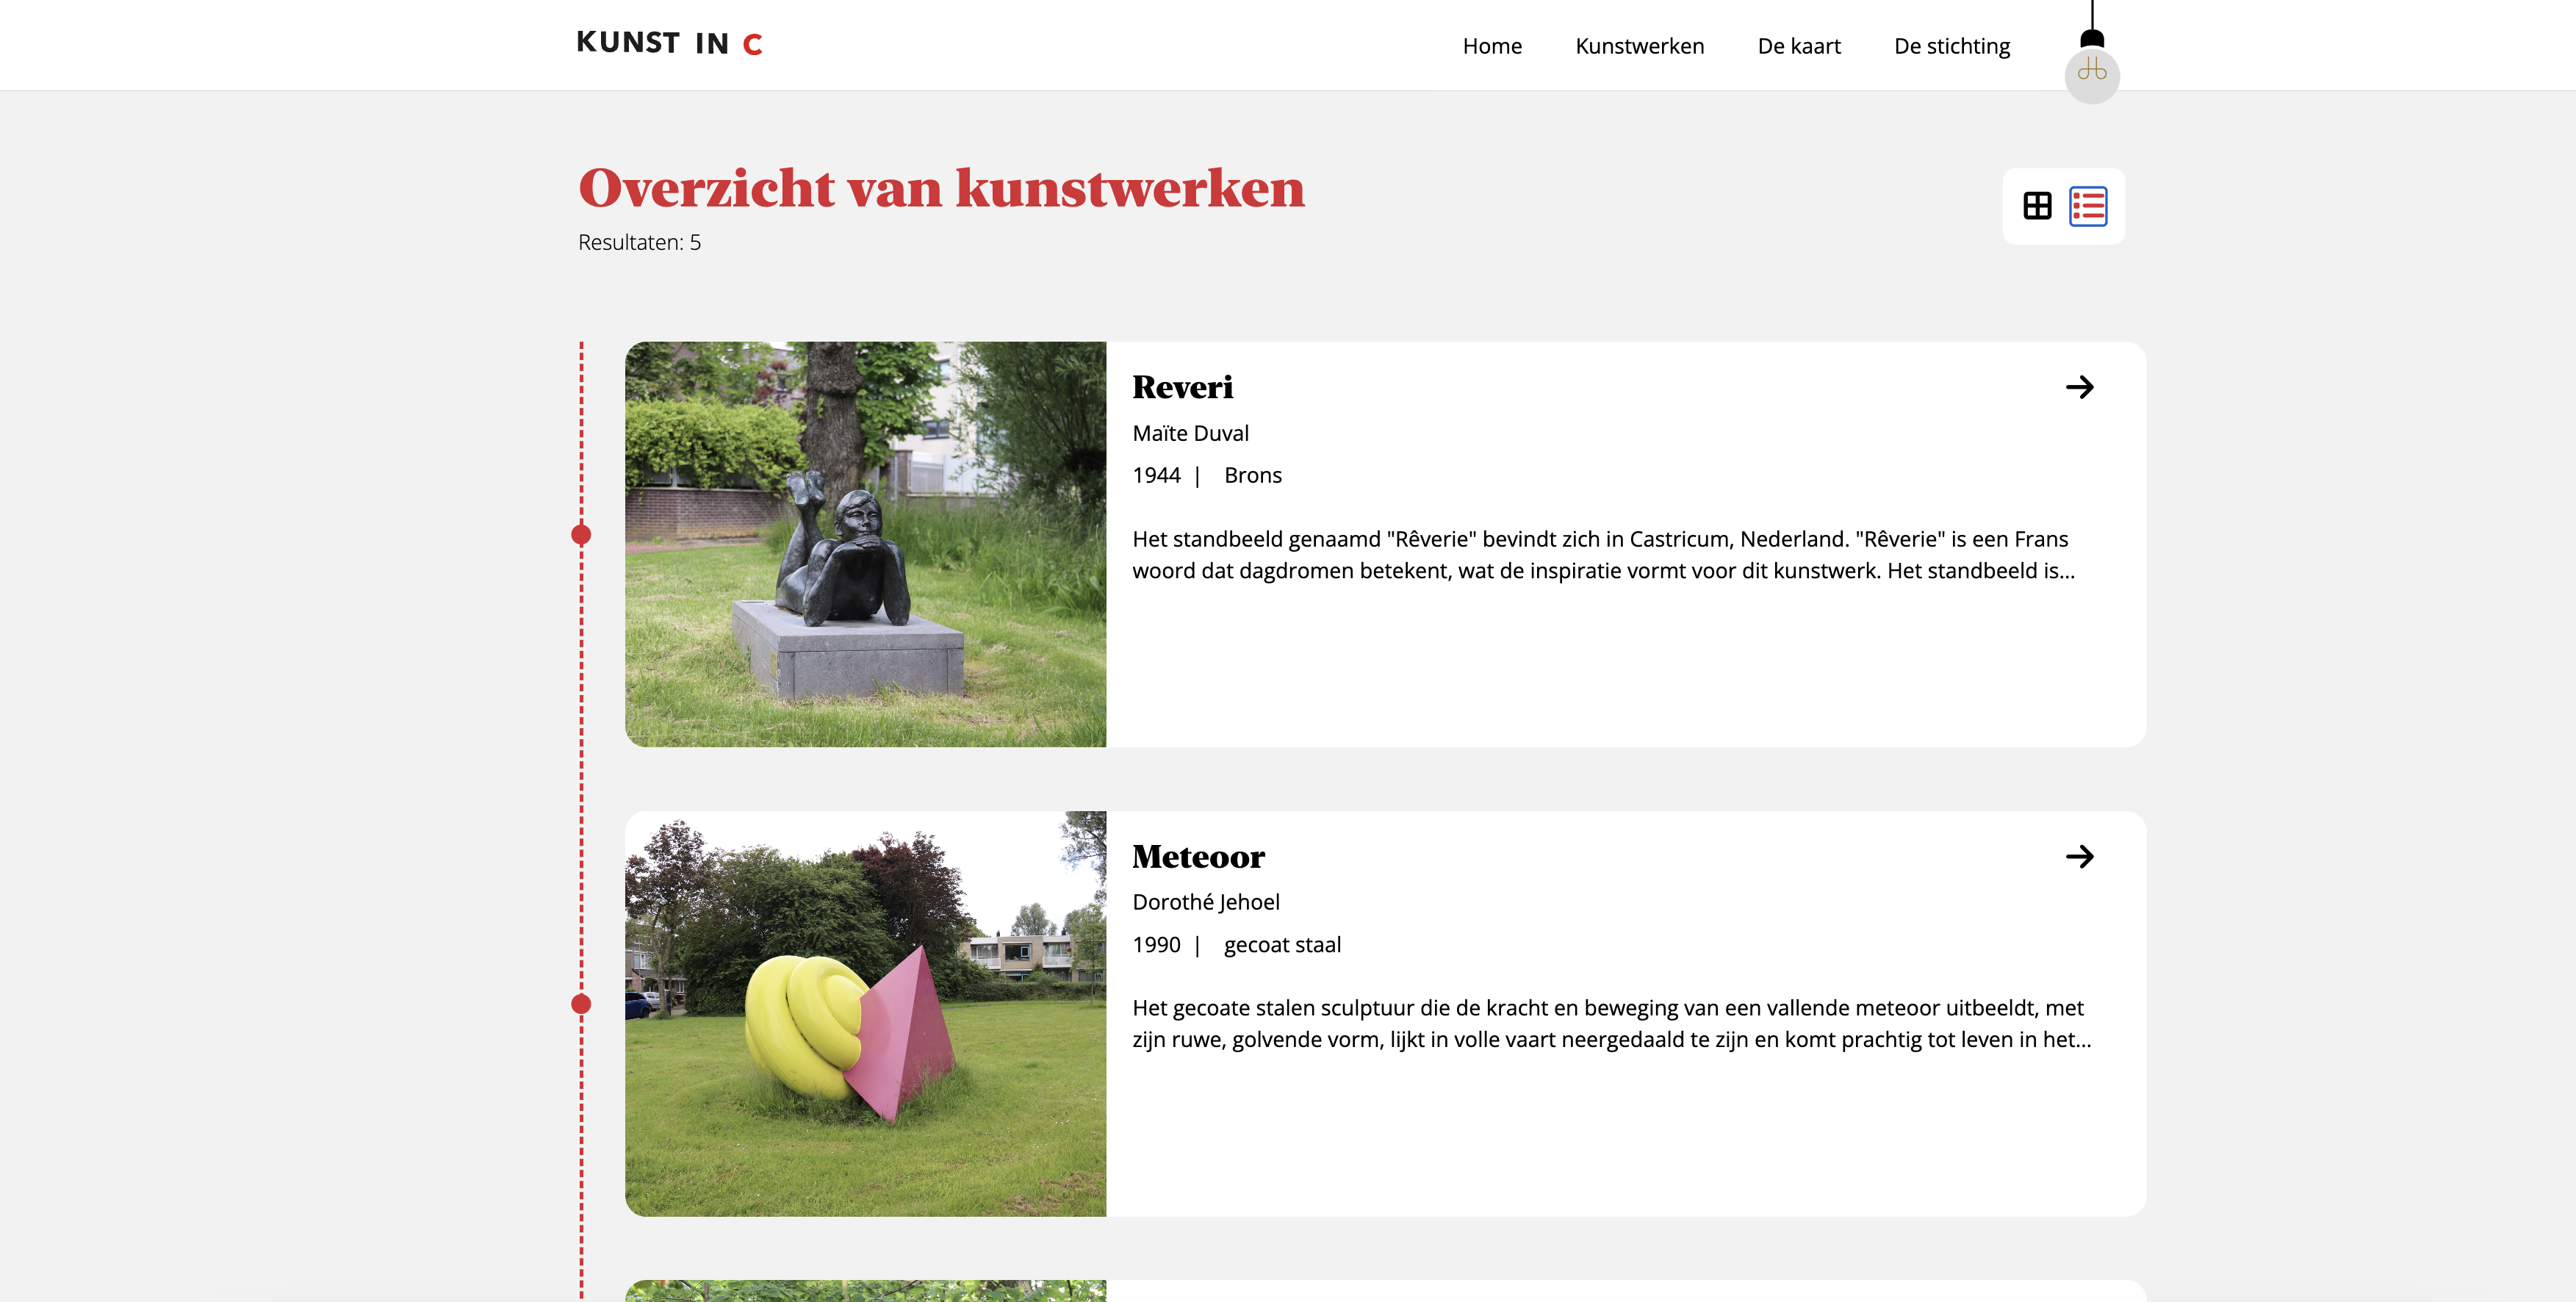 KUNST IN C
Home Kunstwerken De kaart De stichting
Overzicht van kunstwerken
Resultaten: 5
Reveri
Maïte Duval
1944 | Brons
Het standbeeld genaamd "Rêverie" bevindt zich in Castricum, Nederland. "Rêverie" is een Frans
woord dat dagdromen betekent, wat de inspiratie vormt voor dit kunstwerk. Het standbeeld is...
Meteoor
Dorothé Jehoel
1990 | gecoat staal
Het gecoate stalen sculptuur die de kracht en beweging van een vallende meteoor uitbeeldt, met
zijn ruwe, golvende vorm, lijkt in volle vaart neergedaald te zijn en komt prachtig tot leven in het...